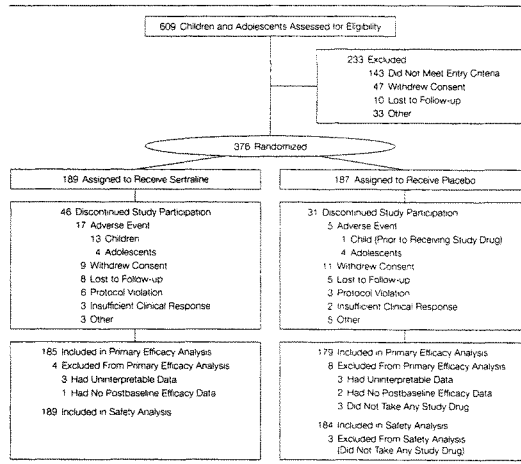 609 Children and Adolescents Assessed for Eligibility
233 Excluded
143 Did Not Meet Entry Criteria
47 Withdrew Consent
10 Lost to Follow-up
33 Other
376 Randomized
189 Assigned to Receive Sertraline
187 Assigned to Receive Placebo
46 Discontinued Study Participation
17 Adverse Event
13 Children
4 Adolescents
9 Withdrew Consent
8 Lost to Follow-up
6 Protocol Violation
3 Insufficient Clinical Response
3 Other
31 Discontinued Study Participation
5 Adverse Event
1 Child (Prior to Receiving Study Drug)
4 Adolescents
11 Withdrew Consent
5 Lost to Follow-up
3 Protocol Violation
2 Insufficient Clinical Response
5 Other
185 Included in Primary Efficacy Analysis
4 Excluded From Primary Efficacy Analysis
3 Had Uninterpretable Data
1 Had No Postbaseline Efficacy Data
189 Included in Safety Analysis
179 Included in Primary Efficacy Analysis
8 Excluded From Primary Efficacy Analysis
3 Had Uninterpretable Data
2 Had No Postbaseline Efficacy Data
3 Did Not Take Any Study Drug
184 Included in Safety Analysis
3 Excluded From Safety Analysis
(Did Not Take Any Study Drug)